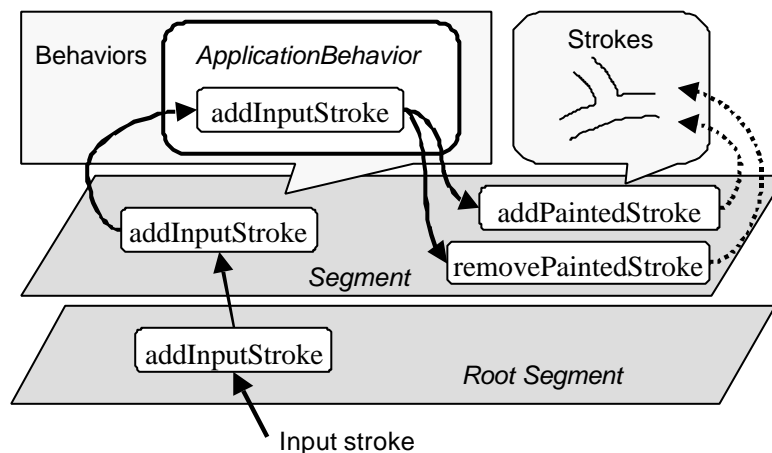 Behaviors
ApplicationBehavior
Strokes
addInputStroke
addPaintedStroke
addInputStroke
removePaintedStroke
Segment
addInputStroke
Root Segment
Input stroke